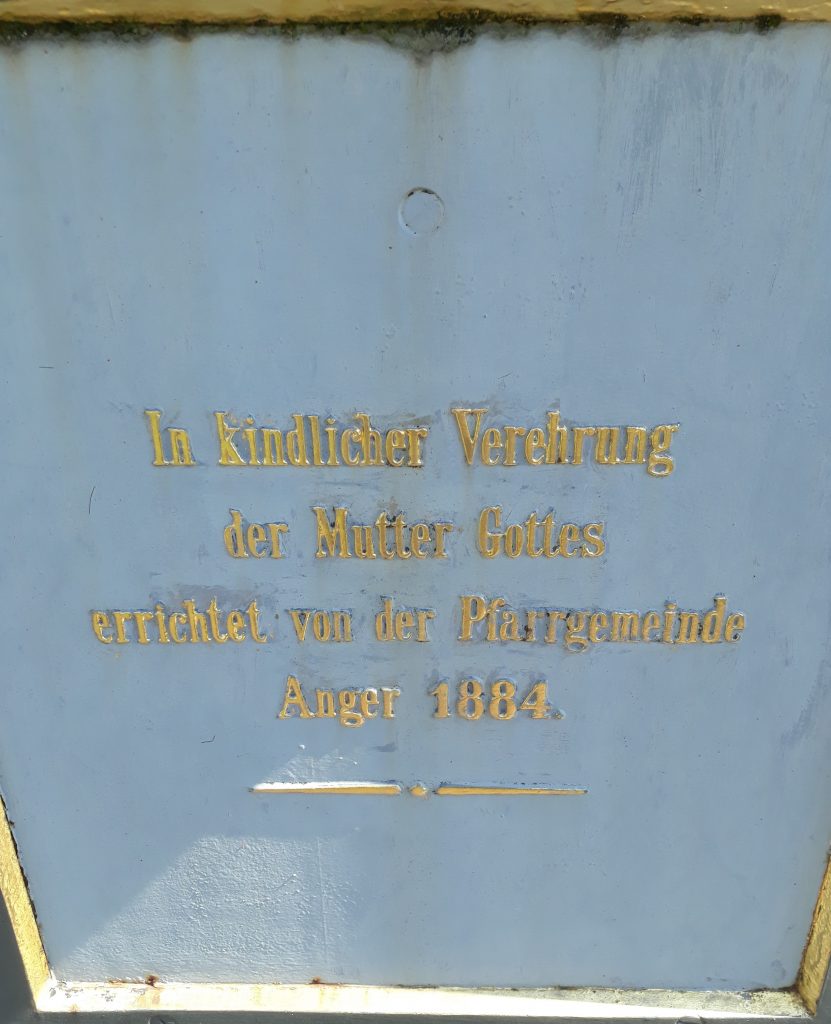 In kindlicher Verehrung
der Mutter Gottes
errichtet von der Pfarrgemeinde
Anger 1884.